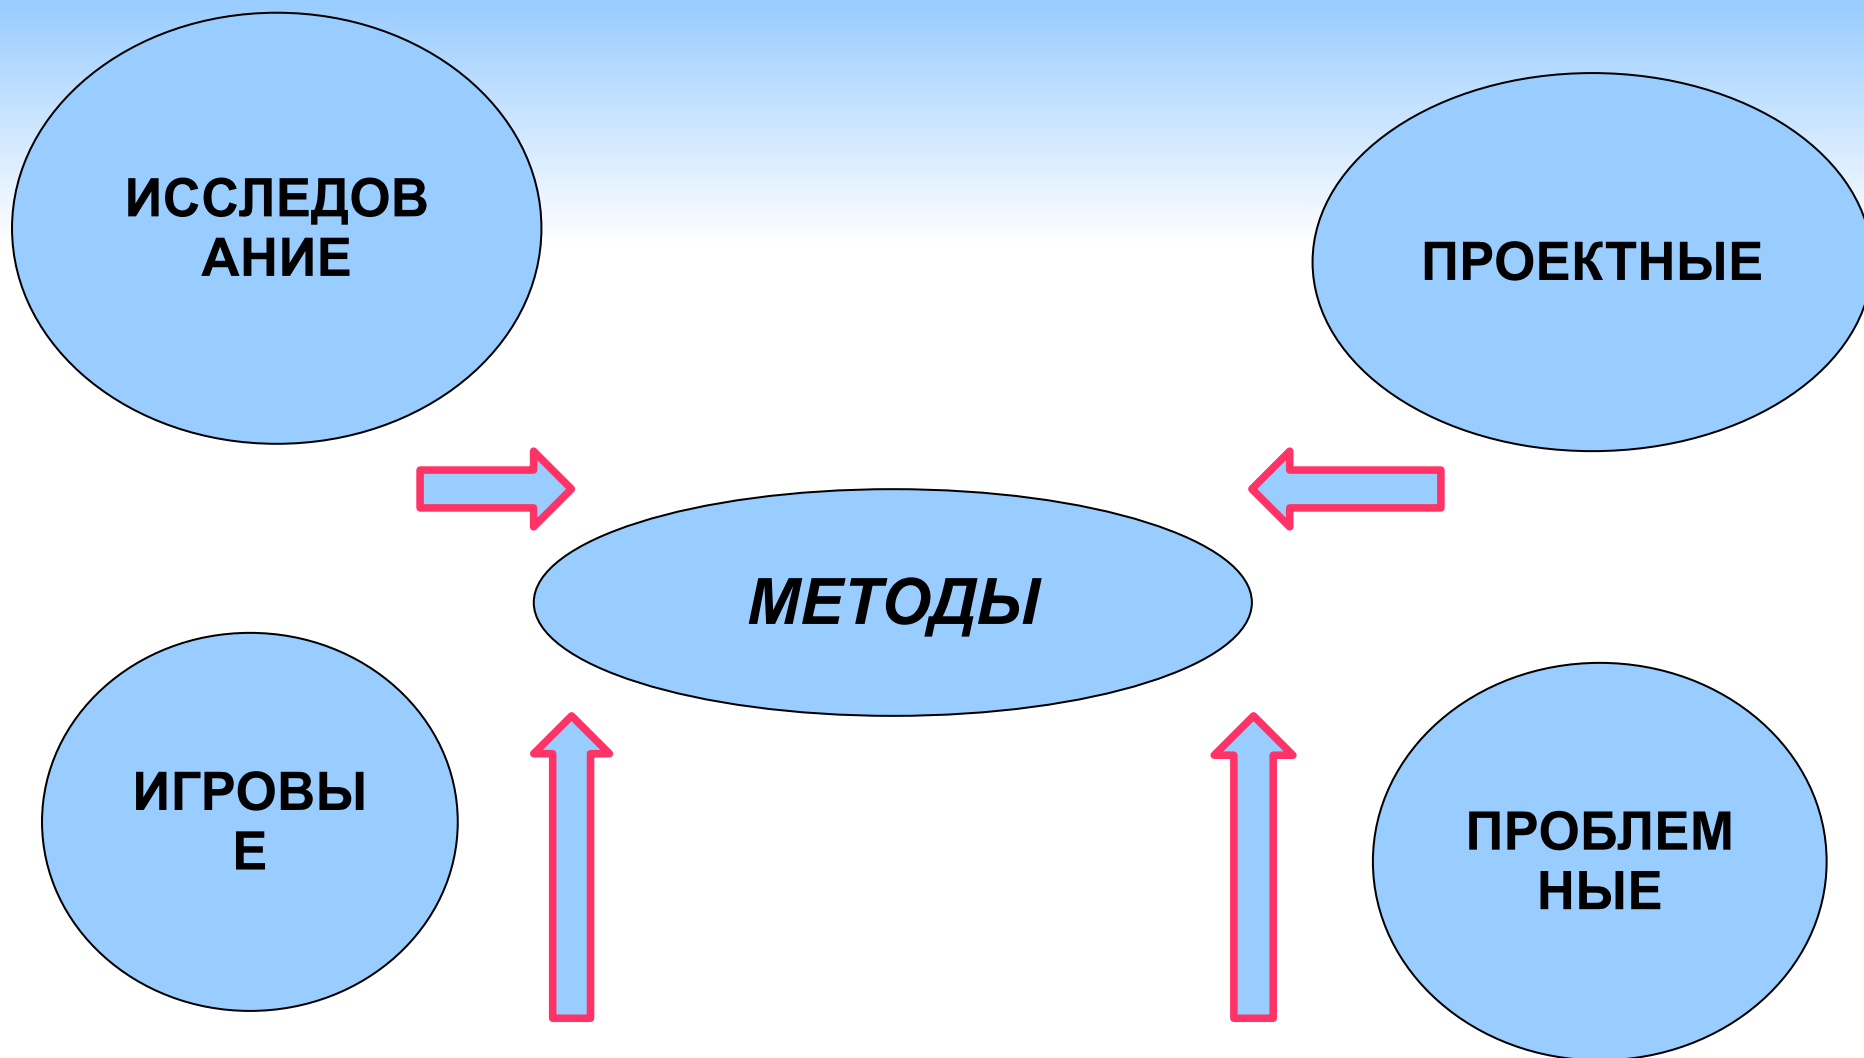 ИССЛЕДОВ
АНИЕ
ПРОЕКТНЫЕ
МЕТОДЫ
ИГРОВЫ
Е
ПРОБЛЕМ
НЫЕ